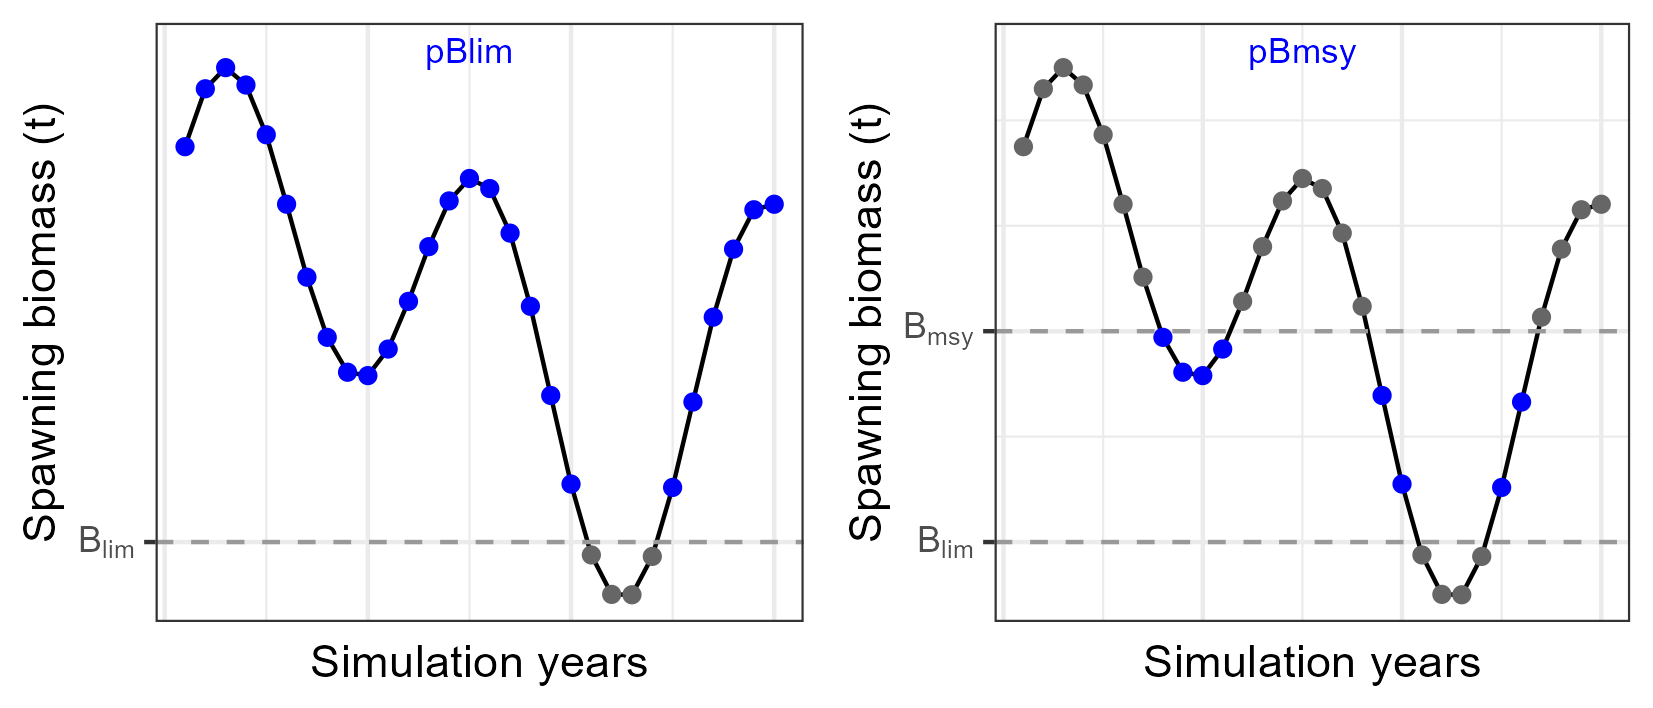 pBlim
Spawning biomass (t)
Blim
Simulation years
pBmsy
Spawning biomass (t)
Bmsy
Blim
Simulation years